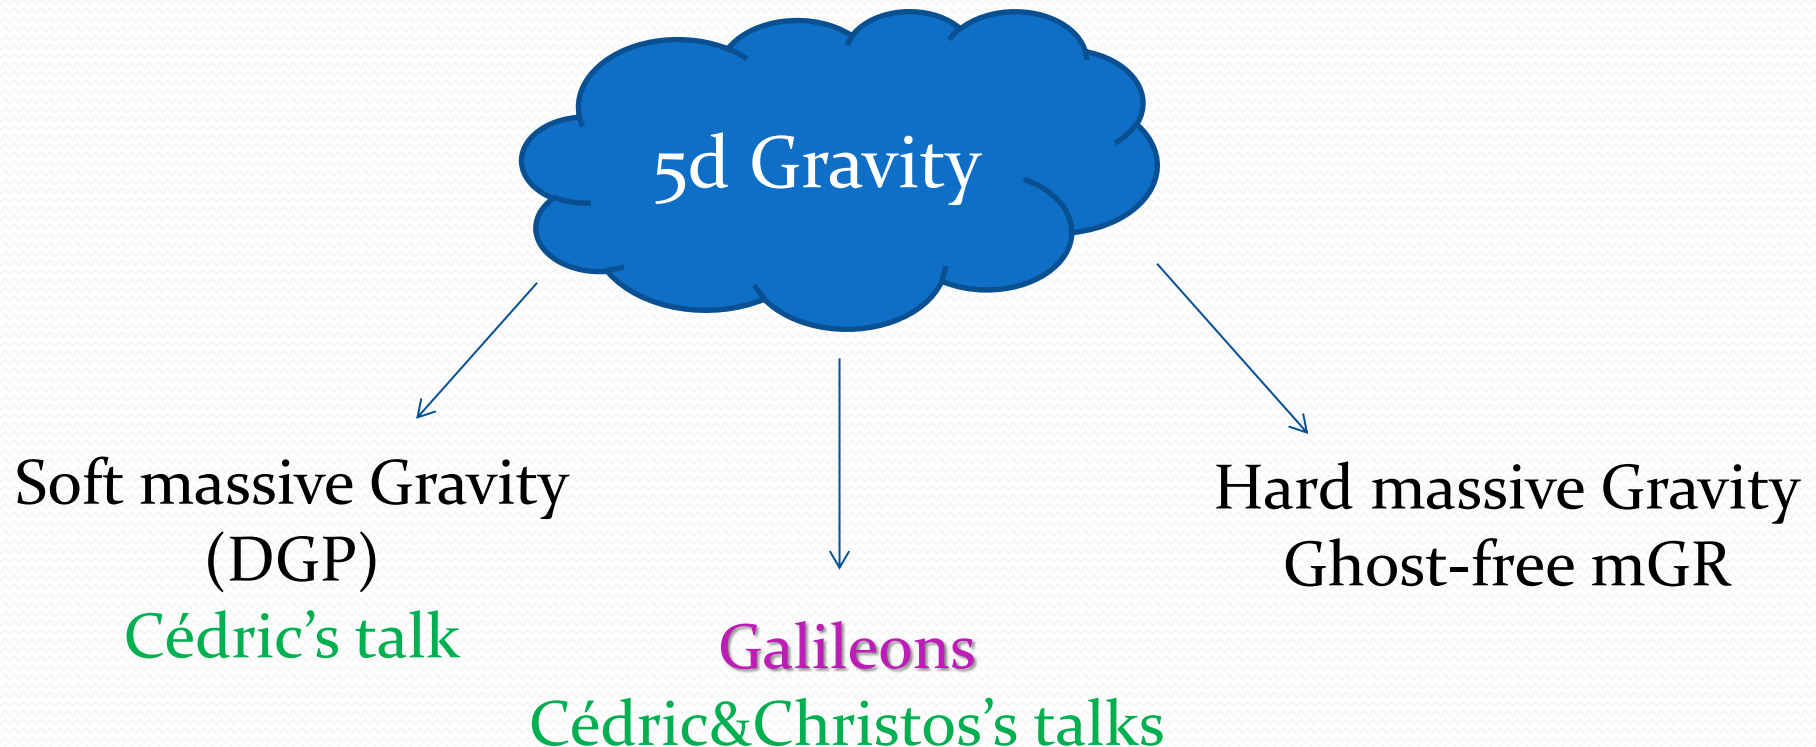 5d Gravity
Soft massive Gravity
(DGP)
Cédric’s talk
Galileons
Cédric&Christos’s talks
Hard massive Gravity
Ghost-free mGR